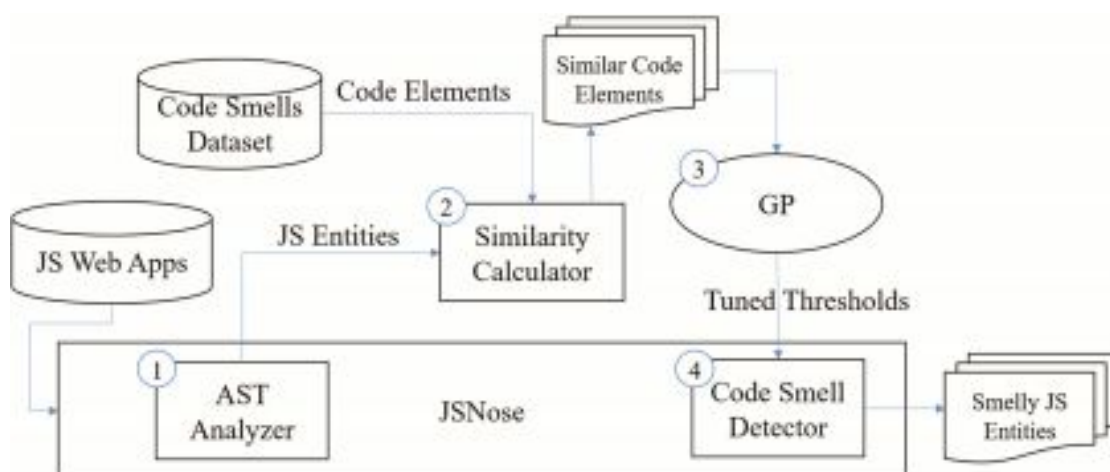 Similar Code
Elements
Code Smells
Dataset
Code Elements
3
GP
2
Similarity
Calculator
JS Entities
JS Web Apps
Tuned Thresholds
1
AST
Analyzer
JSNose
4
Code Smell
Detector
Smelly JS
Entities